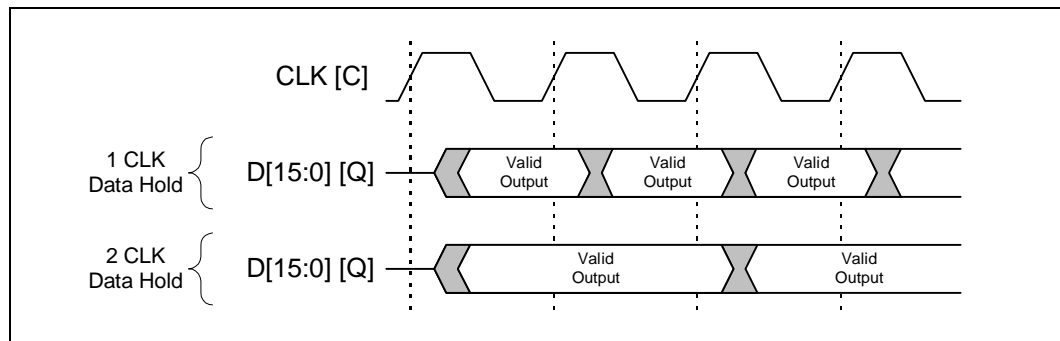 CLK [C]
1 CLK
Data Hold
D[15:0] [Q]
Valid
Output
Valid
Output
Valid
Output
2 CLK
Data Hold
D[15:0] [Q]
Valid
Output
Valid
Output